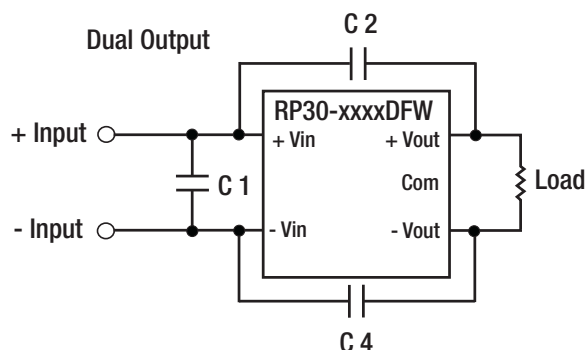 Dual Output
C 2
RP30-xxxxDFW
+ Input
+ Vin
+ Vout
C 1
Com
Load
- Input
- Vin
- Vout
C 4